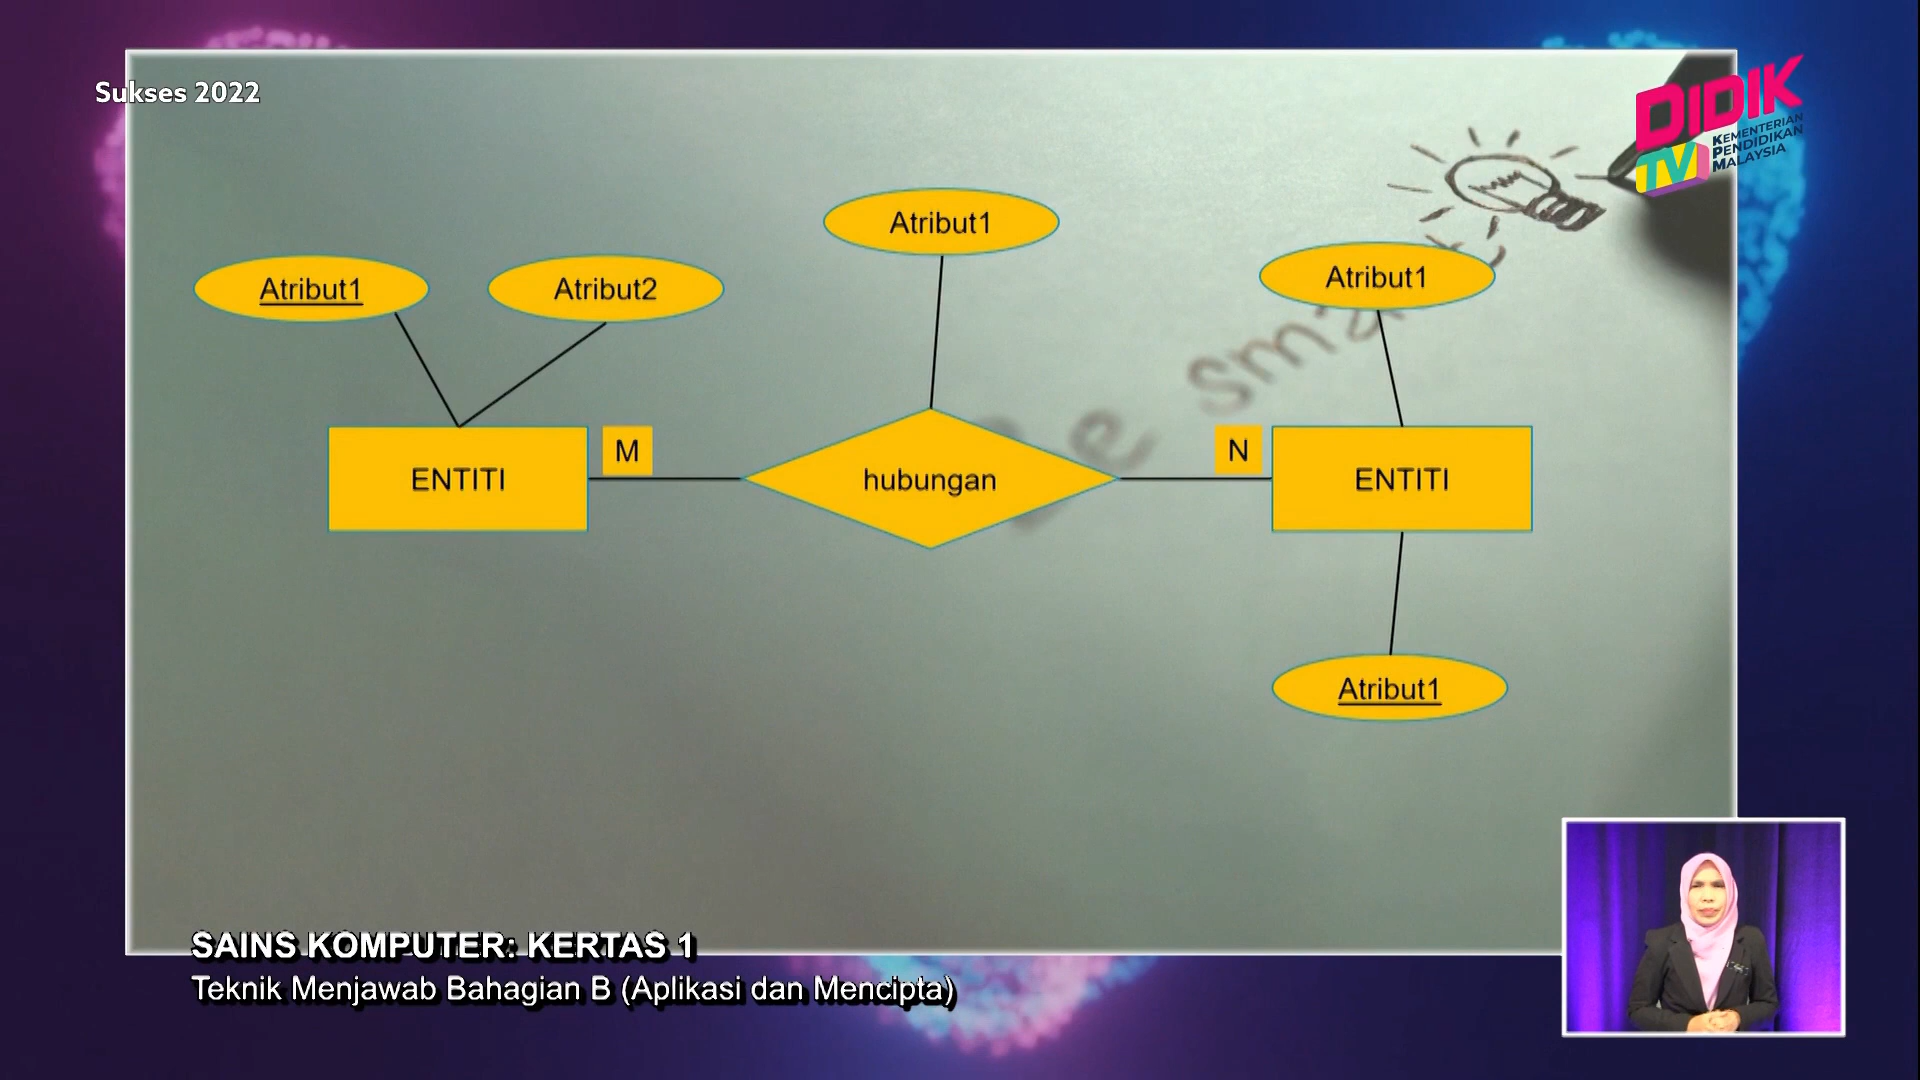 Sukses 2022
DIDIK
TV
KEMENTERIAN
PENDIDIKAN
MALAYSIA
Atribut1
Atribut1
Atribut2
Atribut1
ENTITI
M
hubungan
N
ENTITI
Atribut1
SAINS KOMPUTER: KERTAS 1
Teknik Menjawab Bahagian B (Aplikasi dan Mencipta)